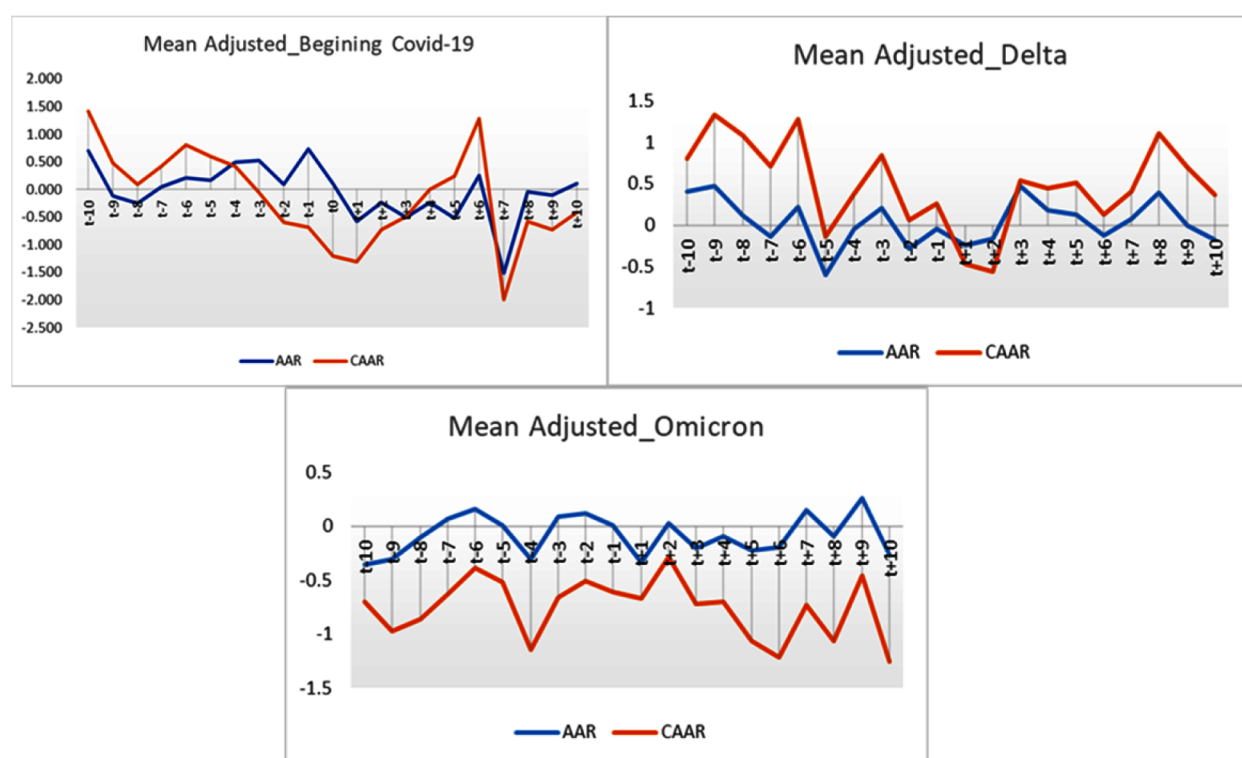 Mean Adjusted_Begining Covid-19
2.000
1.500
1.000
0.500
0.000
-0.500
-1.000
-1.500
-2.000
-2.500
t-10 t-9 t-8 t-7 t-6 t-5 t-4 t-3 t-2 t-1 t0 t+1 t+2 t+3 t+4 t+5 t+6 t+7 t+8 t+9 t+10
AAR CAAR
Mean Adjusted_Delta
1.5
1
0.5
0
-0.5
-1
t-10 t-9 t-8 t-7 t-6 t-5 t-4 t-3 t-2 t-1 t+1 t+2 t+3 t+4 t+5 t+6 t+7 t+8 t+9 t+10
AAR CAAR
Mean Adjusted_Omicron
0.5
0
-0.5
-1
-1.5
t-9 t-8 t-7 t-6 t-5 t-4 t-3 t-2 t-1 t+1 t+2 t+3 t+4 t+5 t+6 t+7 t+8 t+9 t+10
AAR CAAR